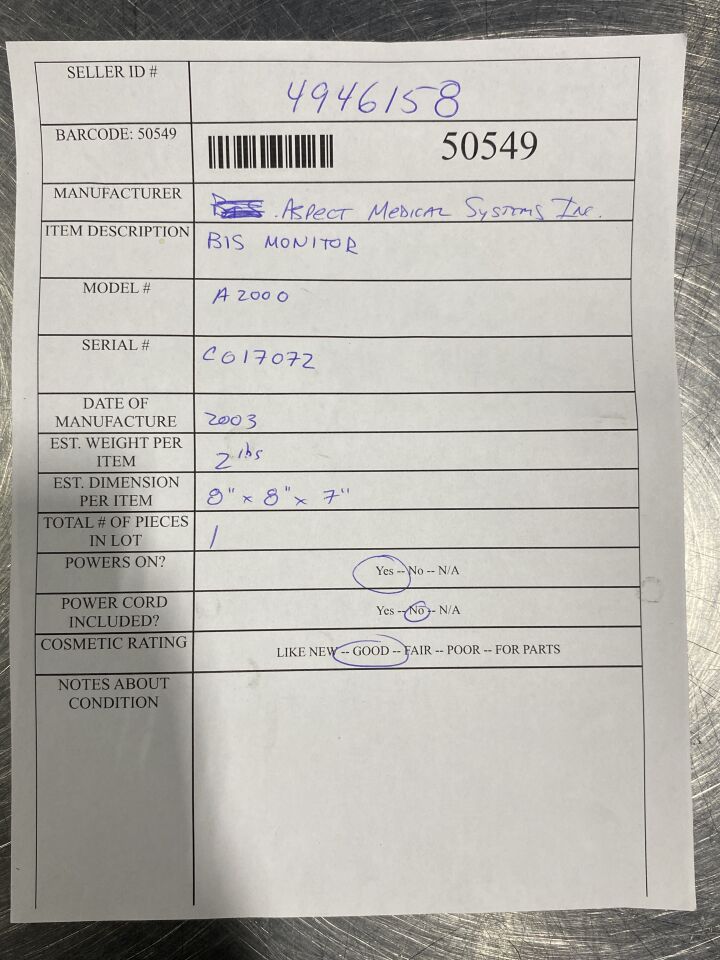 SELLER ID #
4946158
BARCODE: 50549
50549
MANUFACTURER
Aspect Medical Systems Inc.
ITEM DESCRIPTION
BIS MONITOR
MODEL #
A 2000
SERIAL #
C017072
DATE OF
MANUFACTURE
2003
EST. WEIGHT PER
ITEM
2 lbs
EST. DIMENSION
PER ITEM
8" x 8" x 7"
TOTAL # OF PIECES
IN LOT
1
POWERS ON?
Yes -- No -- N/A
POWER CORD
INCLUDED?
Yes -- No -- N/A
COSMETIC RATING
LIKE NEW -- GOOD -- FAIR -- POOR -- FOR PARTS
NOTES ABOUT
CONDITION